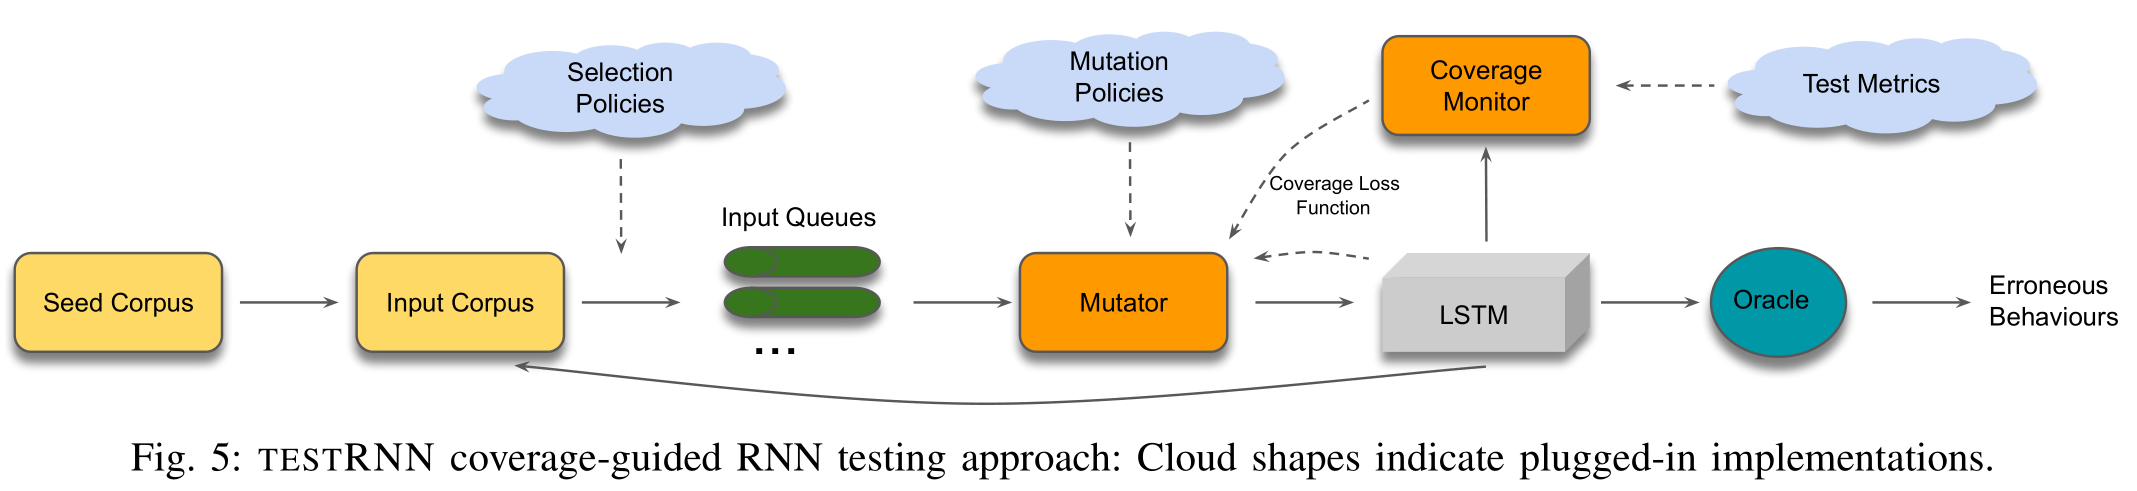 Selection
Policies
Mutation
Policies
Coverage
Monitor
Test Metrics
Coverage Loss
Function
Input Queues
Seed Corpus
Input Corpus
...
Mutator
LSTM
Oracle
Erroneous
Behaviours
Fig. 5: TESTRNN coverage-guided RNN testing approach: Cloud shapes indicate plugged-in implementations.